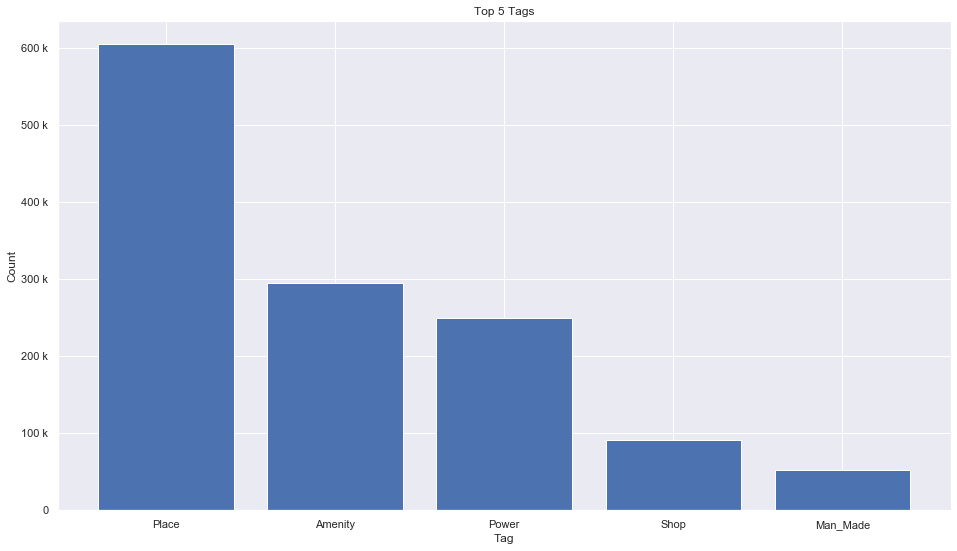 Top 5 Tags
600 k
500 k
400 k
300 k
200 k
100 k
0
Count
Place Amenity Power Shop Man_Made
Tag